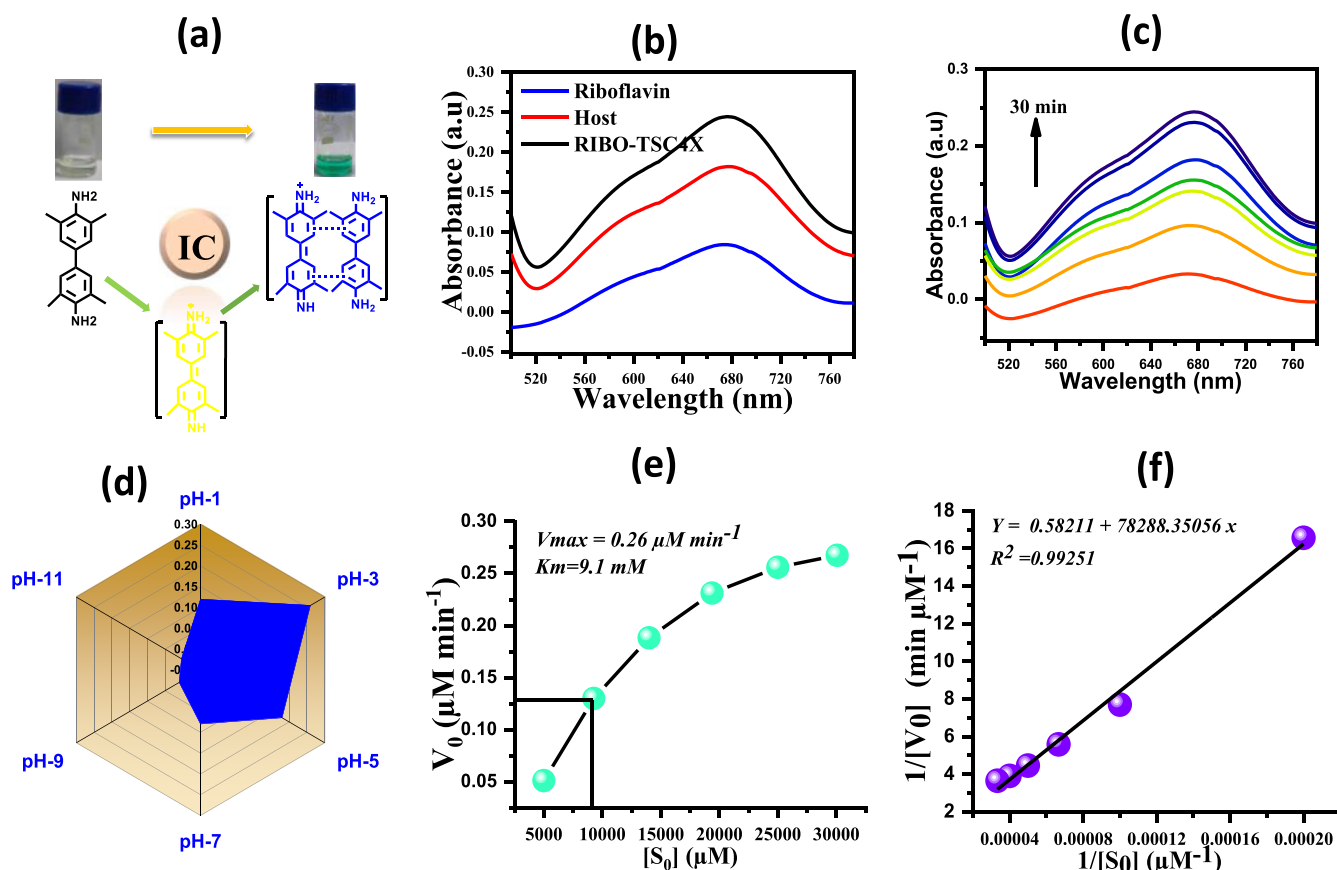 (a)
NH2
NH2
IC
+
NH2
NH
+
NH2
NH2
NH
NH2
(b)
0.30
0.25
0.20
0.15
0.10
0.05
0.00
-0.05
Absorbance (a.u)
Riboflavin
Host
RIBO-TSC4X
520
560
600
640
680
720
760
Wavelength (nm)
(c)
0.3
0.2
0.1
0.0
Absorbance (a.u)
30 min
520
560
600
640
680
720
760
Wavelength (nm)
(d)
pH-1
pH-3
pH-5
pH-7
pH-9
pH-11
0.30
0.25
0.20
0.15
0.10
(e)
0.30
0.25
0.20
0.15
0.10
0.05
V0 (µM min-1)
Vmax = 0.26 µM min-1
Km=9.1 mM
5000
10000
15000
20000
25000
30000
[S0] (µM)
(f)
18
16
14
12
10
8
6
4
2
1/[V0] (min µM-1)
Y = 0.58211 + 78288.35056 x
R2 =0.99251
0.00004
0.00008
0.00012
0.00016
0.00020
1/[S0] (µM-1)